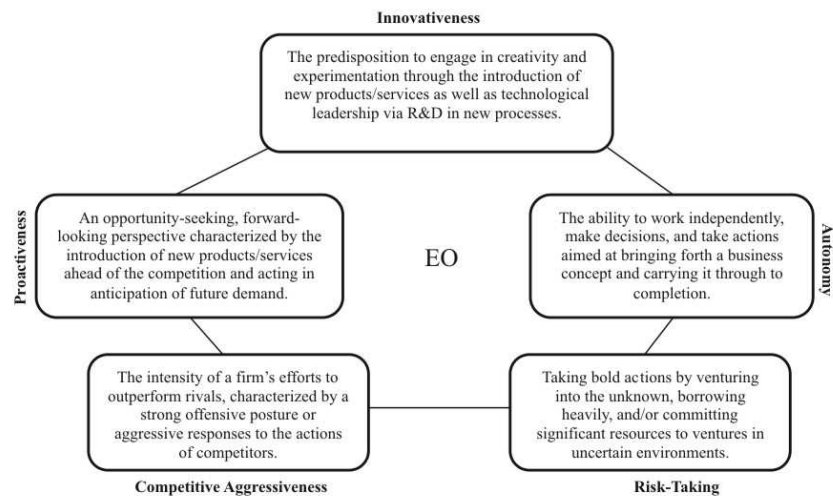 Innovativeness
The predisposition to engage in creativity and
experimentation through the introduction of
new products/services as well as technological
leadership via R&D in new processes.
Proactiveness
An opportunity-seeking, forward-
looking perspective characterized by the
introduction of new products/services
ahead of the competition and acting in
anticipation of future demand.
EO
The ability to work independently,
make decisions, and take actions
aimed at bringing forth a business
concept and carrying it through to
completion.
Autonomy
The intensity of a firm's efforts to
outperform rivals, characterized by a
strong offensive posture or
aggressive responses to the actions
of competitors.
Competitive Aggressiveness
Taking bold actions by venturing
into the unknown, borrowing
heavily, and/or committing
significant resources to ventures in
uncertain environments.
Risk-Taking